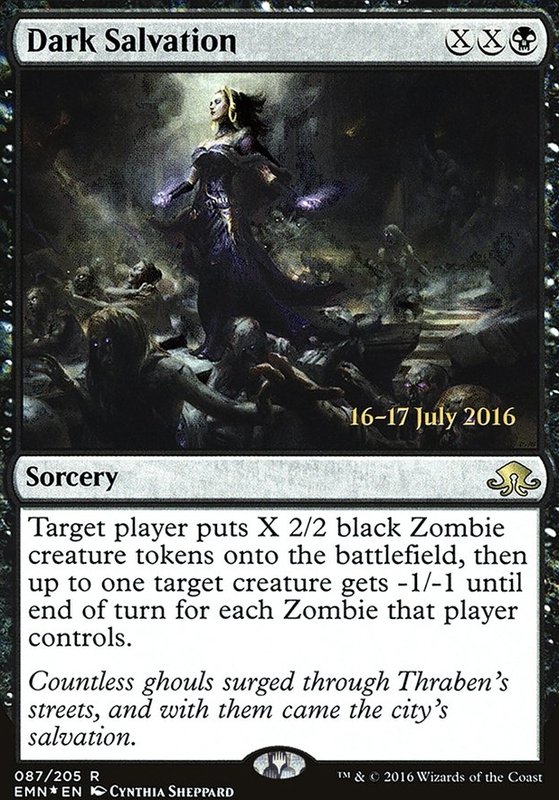 Dark Salvation XX
16–17 July 2016
Sorcery
Target player puts X 2/2 black Zombie
creature tokens onto the battlefield, then
up to one target creature gets -1/-1 until
end of turn for each Zombie that player
controls.
Countless ghouls surged through Thraben's
streets, and with them came the city's
salvation.
087/205 R
EMN★EN Cynthia Sheppard
™ & © 2016 Wizards of the Coast